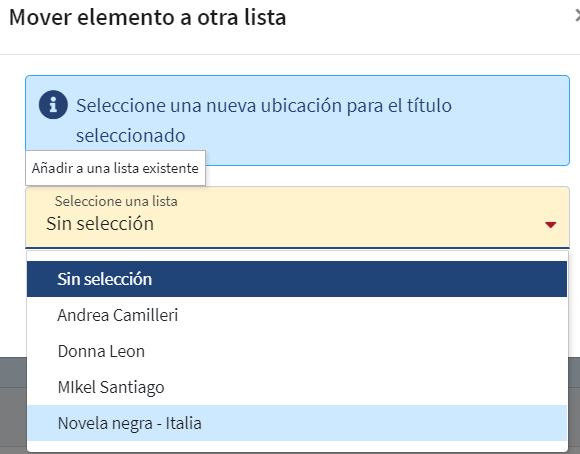 Mover elemento a otra lista
Seleccione una nueva ubicación para el título
seleccionado
Añadir a una lista existente
Seleccione una lista
Sin selección
Sin selección
Andrea Camilleri
Donna Leon
MIkel Santiago
Novela negra - Italia